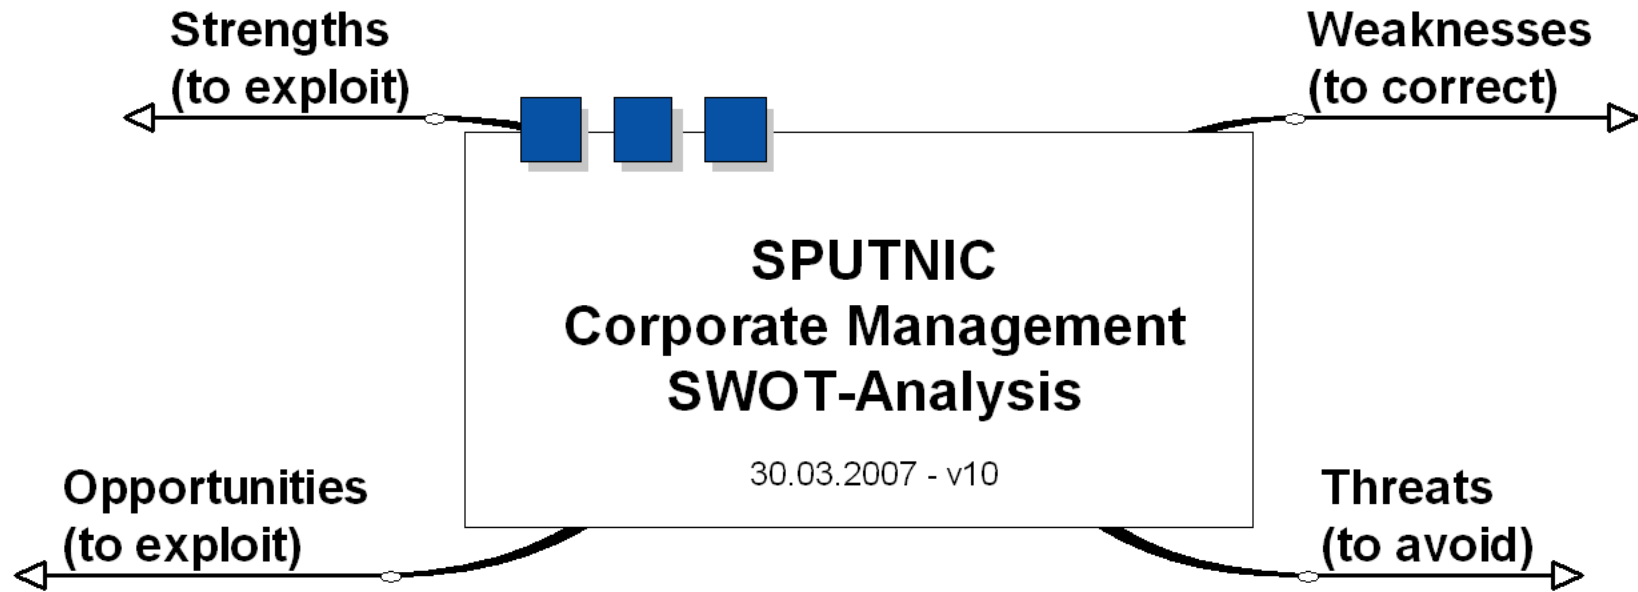 Strengths
(to exploit)
Weaknesses
(to correct)
SPUTNIC
Corporate Management
SWOT-Analysis
30.03.2007 - v10
Opportunities
(to exploit)
Threats
(to avoid)